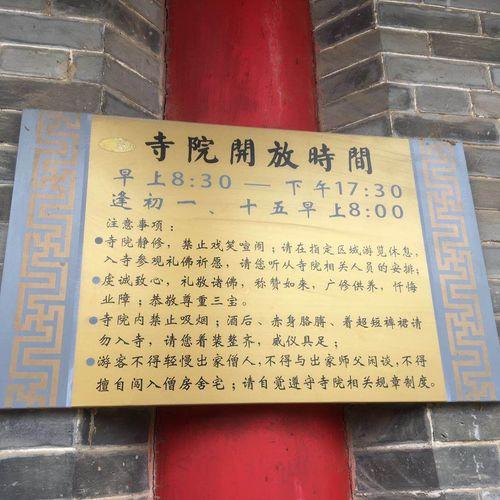 寺院開放時間
早上8:30 — 下午17:30
逢初一、十五早上8:00
注意事项：
●寺院静修，禁止戏笑喧闹；请在指定区域游览休息，
入寺参观礼佛祈愿，请您听从寺院相关人员的安排；
●虔诚致心，礼敬诸佛，称赞如来，广修供养，忏悔
业障；恭敬尊重三宝。
●寺院内禁止吸烟；酒后、赤身胳膊、着超短裤裙请
勿入寺，请您着装整齐，威仪具足；
●游客不得轻慢出家僧人，不得与出家师父闲谈，不得
擅自闯入僧房舍宅；请自觉遵守寺院相关规章制度。